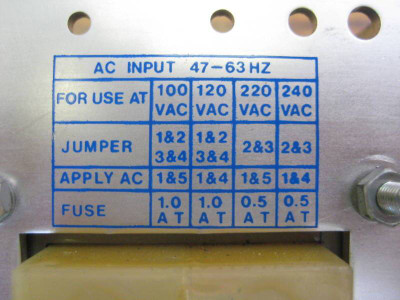 AC INPUT 47-63HZ
FOR USE AT 100 VAC 120 VAC 220 VAC 240 VAC
JUMPER 1&2 3&4 1&2 3&4 2&3 2&3
APPLY AC 1&5 1&4 1&5 1&4
FUSE 1.0 A T 1.0 A T 0.5 A T 0.5 A T